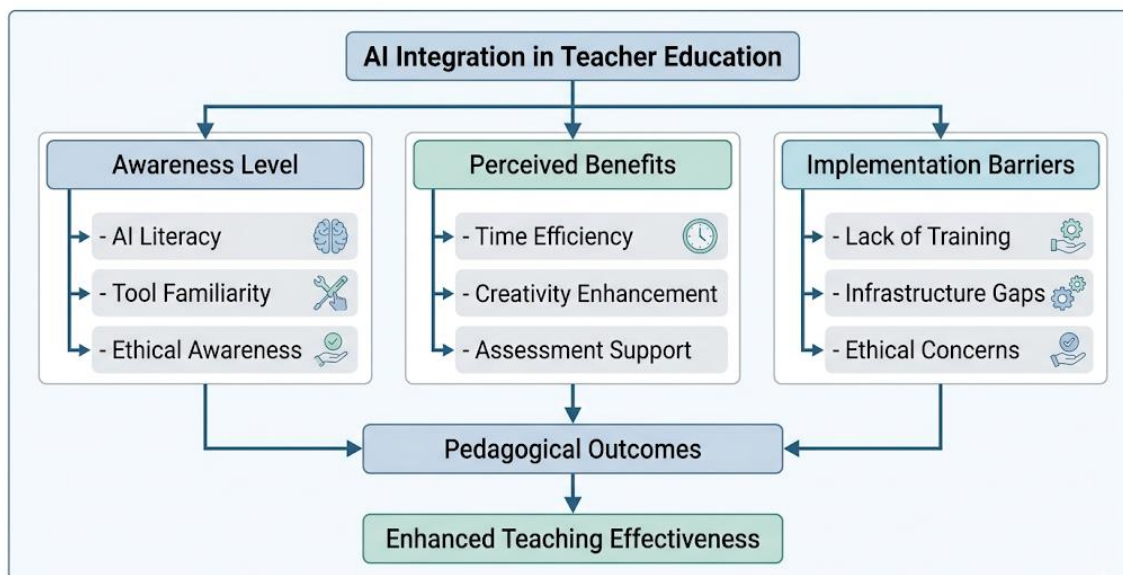 AI Integration in Teacher Education
Awareness Level
- AI Literacy
- Tool Familiarity
- Ethical Awareness
Perceived Benefits
- Time Efficiency
- Creativity Enhancement
- Assessment Support
Implementation Barriers
- Lack of Training
- Infrastructure Gaps
- Ethical Concerns
Pedagogical Outcomes
Enhanced Teaching Effectiveness